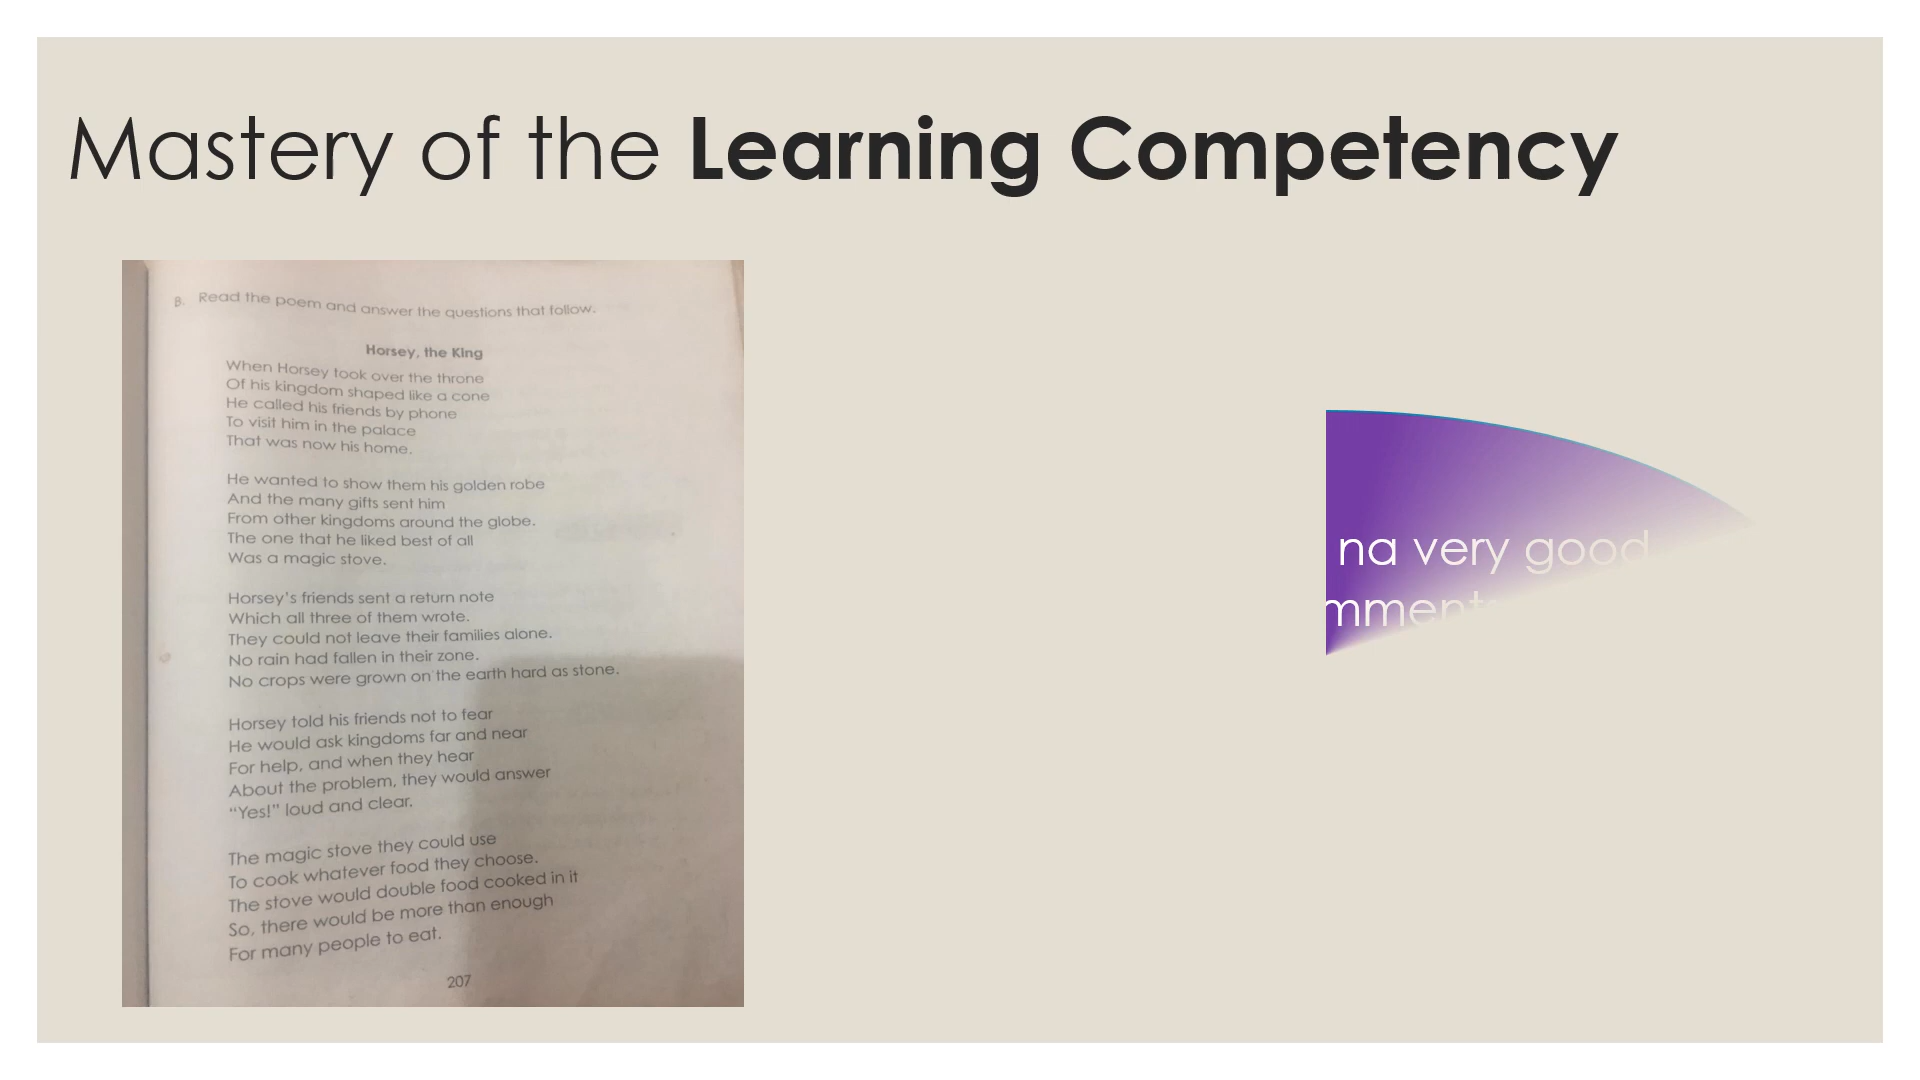 Mastery of the Learning Competency
B. Read the poem and answer the questions that follow.
Horsey, the King
When Horsey took over the throne
Of his kingdom shaped like a cone
He called his friends by phone
To visit him in the palace
That was now his home.
He wanted to show them his golden robe
And the many gifts sent him
From other kingdoms around the globe.
The one that he liked best of all
Was a magic stove.
Horsey's friends sent a return note
Which all three of them wrote.
They could not leave their families alone.
No rain had fallen in their zone.
No crops were grown on the earth hard as stone.
Horsey told his friends not to fear
He would ask kingdoms far and near
For help, and when they hear
About the problem, they would answer
“Yes!” loud and clear.
The magic stove they could use
To cook whatever food they choose.
The stove would double food cooked in it
So, there would be more than enough
For many people to eat.
207
na very good